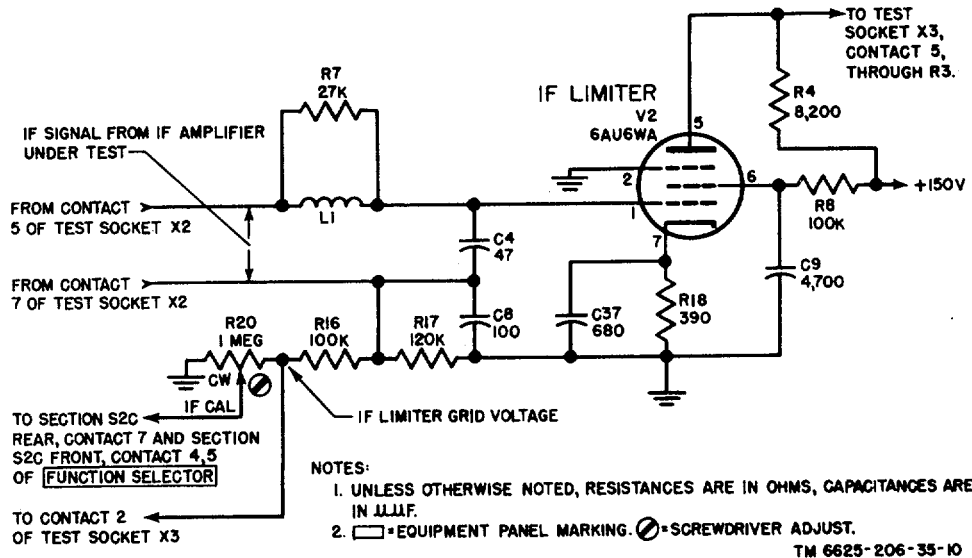 TO TEST
SOCKET X3,
CONTACT 5,
THROUGH R3.
R7
27K
IF LIMITER
V2
6AU6WA
5
R4
8,200
IF SIGNAL FROM IF AMPLIFIER
UNDER TEST
2
6
+150V
FROM CONTACT
5 OF TEST SOCKET X2
L1
1
R8
100K
C4
47
7
FROM CONTACT
7 OF TEST SOCKET X2
C9
4,700
R20
1 MEG
R16
100K
R17
120K
C8
100
C37
680
R18
390
CW
IF CAL
IF LIMITER GRID VOLTAGE
TO SECTION S2C
REAR, CONTACT 7 AND SECTION
S2C FRONT, CONTACT 4,5
OF FUNCTION SELECTOR
TO CONTACT 2
OF TEST SOCKET X3
NOTES:
1. UNLESS OTHERWISE NOTED, RESISTANCES ARE IN OHMS, CAPACITANCES ARE
IN UUF.
2. =EQUIPMENT PANEL MARKING. =SCREWDRIVER ADJUST.
TM 6625-206-35-10